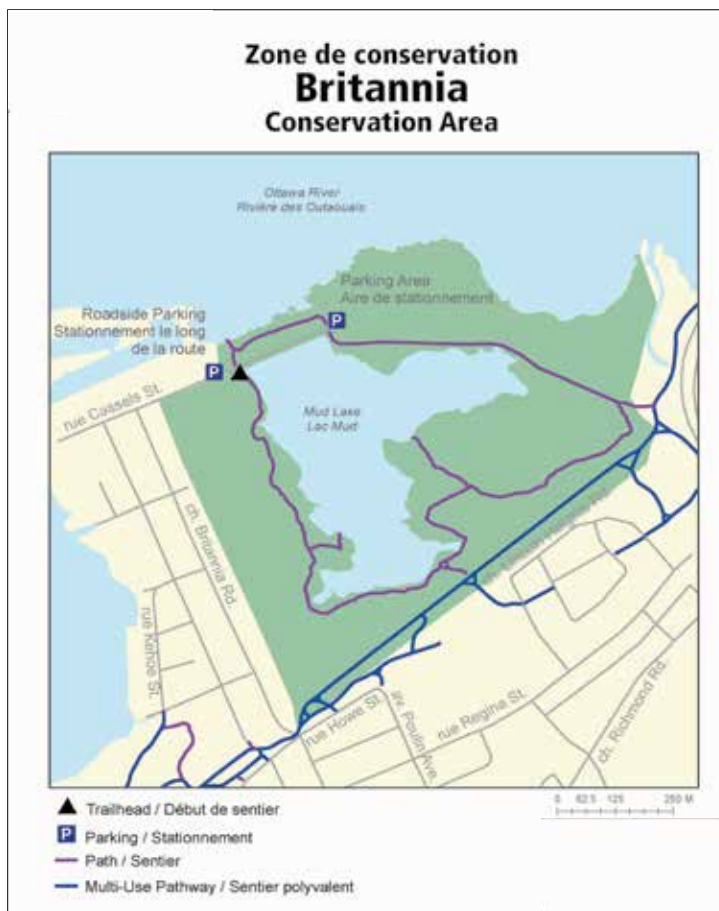 Zone de conservation
Britannia
Conservation Area
Ottawa River
Rivière des Outaouais
Parking Area
Aire de stationnement
Roadside Parking
Stationnement le long
de la route
P
P
rue Cassels St.
Mud Lake
Lac Mud
ch. Britannia Rd.
rue Kehoe St.
rue Howe St.
av. Poulin Ave.
rue Regina St.
ch. Richmond Rd.
Trailhead / Début de sentier
0 62.5 125 250 M
P Parking / Stationnement
Path / Sentier
Multi-Use Pathway / Sentier polyvalent